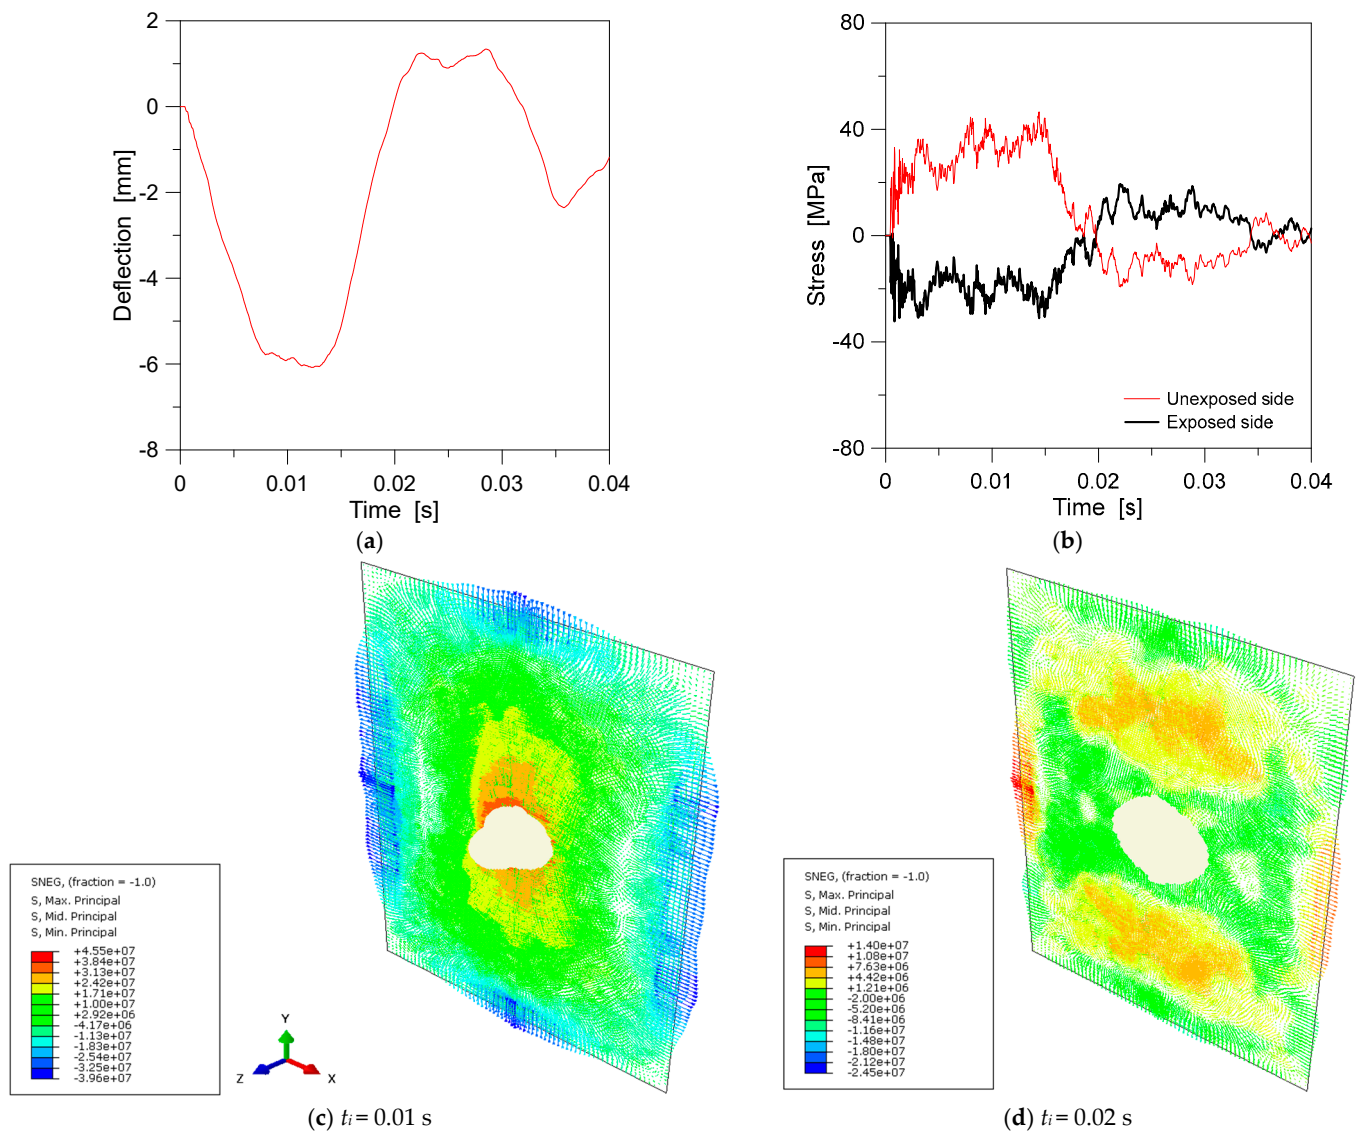 2
0
-2
-4
-6
-8
Deflection [mm]
0
0.01
0.02
0.03
0.04
Time [s]
(a)
80
40
0
-40
-80
Stress [MPa]
Unexposed side
Exposed side
0
0.01
0.02
0.03
0.04
Time [s]
(b)
SNEG, (fraction = -1.0)
S, Max. Principal
S, Mid. Principal
S, Min. Principal
+4.55e+07
+3.84e+07
+3.13e+07
+2.42e+07
+1.71e+07
+1.00e+07
+2.92e+06
-4.17e+06
-1.13e+07
-1.83e+07
-2.54e+07
-3.25e+07
-3.96e+07
Y
Z
X
(c) ti = 0.01 s
SNEG, (fraction = -1.0)
S, Max. Principal
S, Mid. Principal
S, Min. Principal
+1.40e+07
+1.08e+07
+7.63e+06
+4.42e+06
+1.21e+06
-2.00e+06
-5.20e+06
-8.41e+06
-1.16e+07
-1.48e+07
-1.80e+07
-2.12e+07
-2.45e+07
(d) ti = 0.02 s